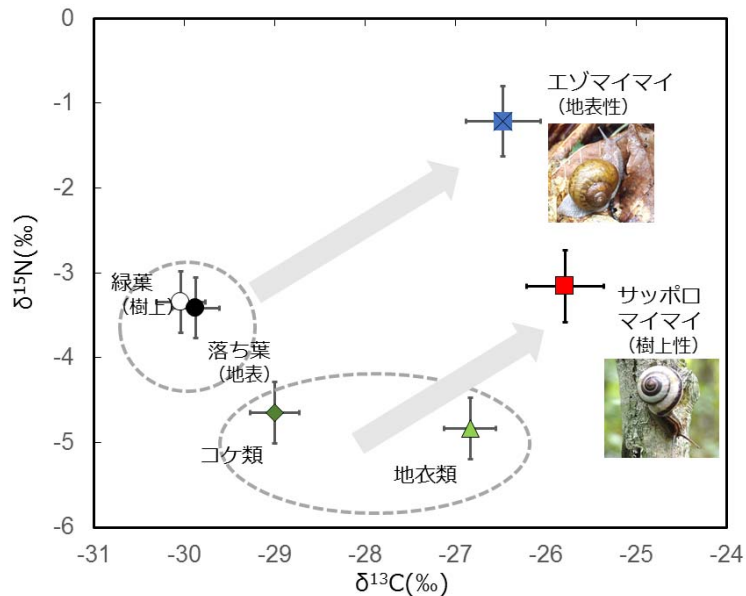 0
-1
-2
-3
-4
-5
-6
δ15N(‰)
エゾマイマイ
（地表性）
緑葉
（樹上）
落ち葉
（地表）
サッポロ
マイマイ
（樹上性）
コケ類
地衣類
-31
-30
-29
-28
-27
-26
-25
-24
δ13C(‰)